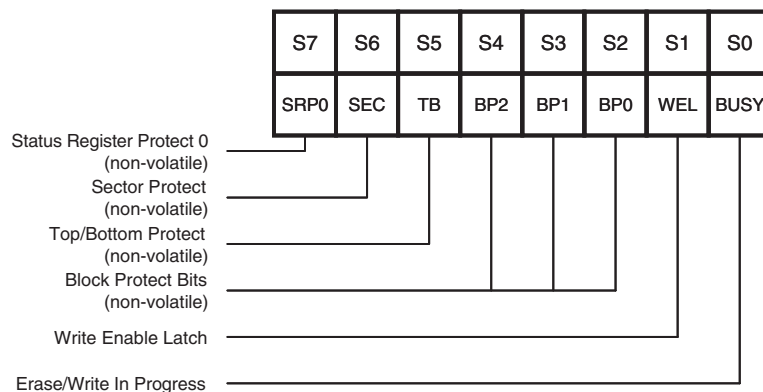 S7 S6 S5 S4 S3 S2 S1 S0
SRP0 SEC TB BP2 BP1 BP0 WEL BUSY
Status Register Protect 0
(non-volatile)
Sector Protect
(non-volatile)
Top/Bottom Protect
(non-volatile)
Block Protect Bits
(non-volatile)
Write Enable Latch
Erase/Write In Progress